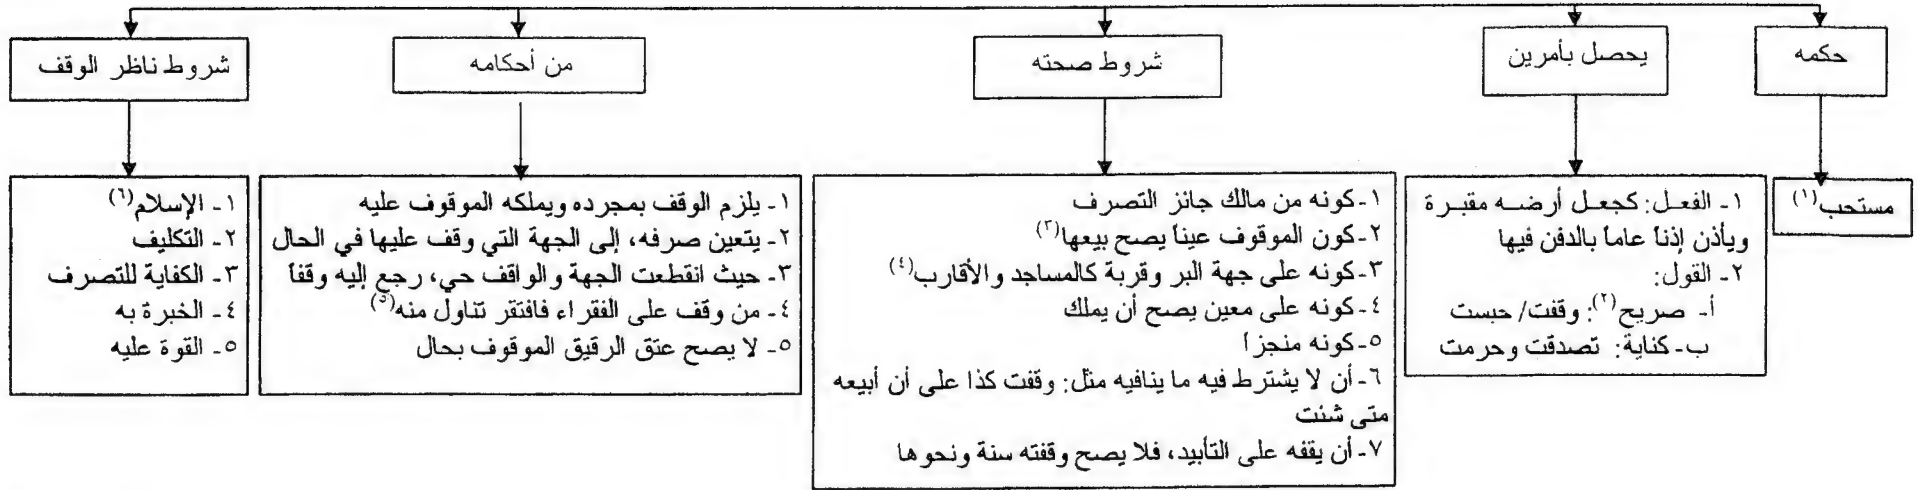 حكمه
يحصل بأمرين
شروط صحته
من أحكامه
شروط ناظر الوقف
مستحب(١)
١- الفعل: كجعل أرضه مقبرة
ويأذن إذناً عاماً بالدفن فيها
٢- القول:
أ- صريح(٢): وقفت/ حبست
ب- كناية: تصدقت وحرمت
١- كونه من مالك جائز التصرف
٢- كون الموقوف عيناً يصح بيعها(٣)
٣- كونه على جهة البر وقربة كالمساجد والأقارب(٤)
٤- كونه على معين يصح أن يملك
٥- كونه منجزاً
٦- أن لا يشترط فيه ما ينافيه مثل: وقفت كذا على أن أبيعه
متى شئت
٧- أن يقفه على التأبيد، فلا يصح وقفته سنة ونحوها
١- يلزم الوقف بمجرده ويملكه الموقوف عليه
٢- يتعين صرفه، إلى الجهة التي وقف عليها في الحال
٣- حيث انقطعت الجهة والواقف حي، رجع إليه وقفاً
٤- من وقف على الفقراء فافتقر تناول منه(٥)
٥- لا يصح عتق الرقيق الموقوف بحال
١- الإسلام(٦)
٢- التكليف
٣- الكفاية للتصرف
٤- الخبرة به
٥- القوة عليه